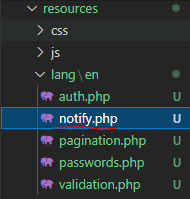 resources
css
js
lang\en
auth.php U
notify.php U
pagination.php U
passwords.php U
validation.php U